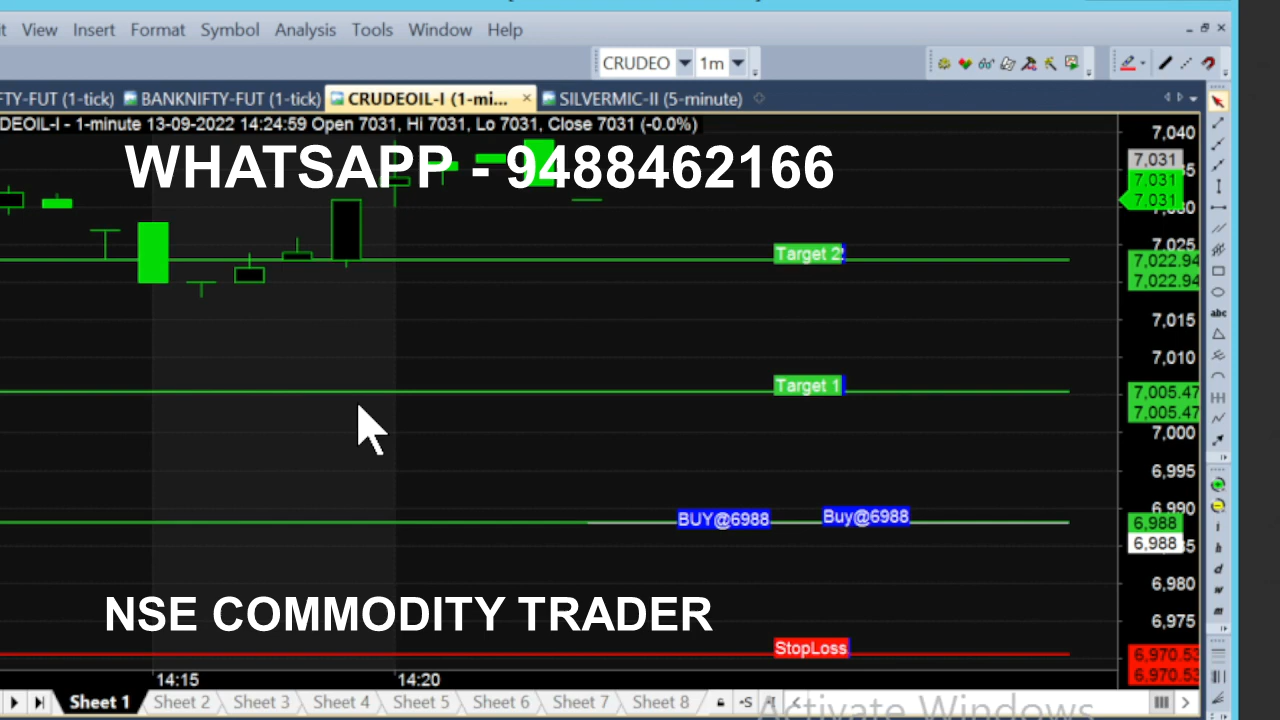 View Insert Format Symbol Analysis Tools Window Help
CRUDEO 1m
TY-FUT (1-tick) BANKNIFTY-FUT (1-tick) CRUDEOIL-I (1-mi... SILVERMIC-II (5-minute)
DEOIL-I - 1-minute 13-09-2022 14:24:59 Open 7031, Hi 7031, Lo 7031, Close 7031 (-0.0%)
7,040
WHATSAPP - 9488462166
7,031
7,031
7,031
abc
7,025
Target 2
7,022.94
7,022.94
7,015
7,010
Target 1
7,005.47
7,005.47
7,000
6,995
6,990
BUY@6988 Buy@6988
6,988
6,988
6,980
NSE COMMODITY TRADER
6,975
StopLoss
6,970.53
6,970.53
14:15 14:20
Sheet 1 Sheet 2 Sheet 3 Sheet 4 Sheet 5 Sheet 6 Sheet 7 Sheet 8
Activate Windows